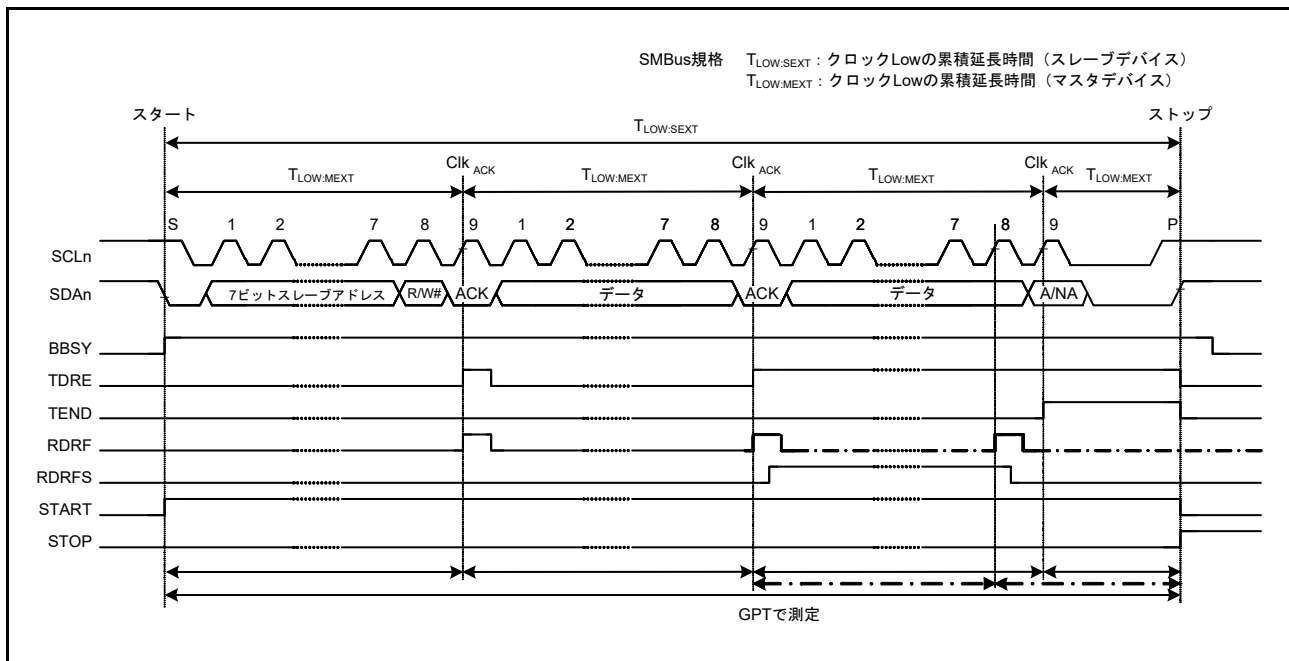 SMBus規格 TLOW:SEXT：クロックLowの累積延長時間（スレーブデバイス）
TLOW:MEXT：クロックLowの累積延長時間（マスタデバイス）
スタート ストップ
TLOW:SEXT
Clk ACK Clk ACK Clk ACK
TLOW:MEXT TLOW:MEXT TLOW:MEXT TLOW:MEXT
S 1 2 7 8 9 1 2 7 8 9 1 2 7 8 9 P
SCLn
SDAn 7ビットスレーブアドレス R/W# ACK データ ACK データ A/NA
BBSY
TDRE
TEND
RDRF
RDRFS
START
STOP
GPTで測定